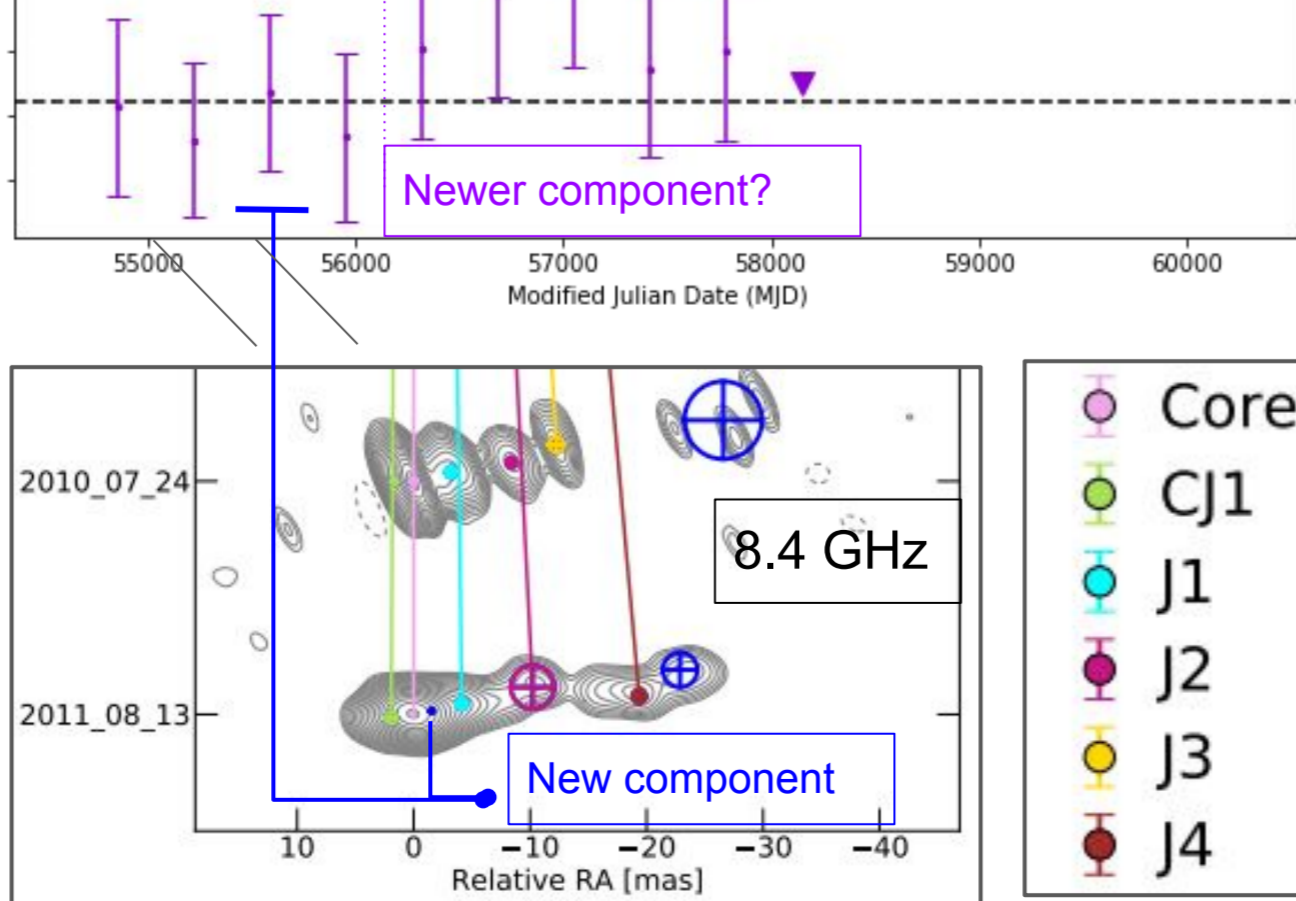 Newer component?
55000 56000 57000 58000 59000 60000
Modified Julian Date (MJD)
2010_07_24
8.4 GHz
2011_08_13
New component
10 0 −10 −20 −30 −40
Relative RA [mas]
Core
CJ1
J1
J2
J3
J4